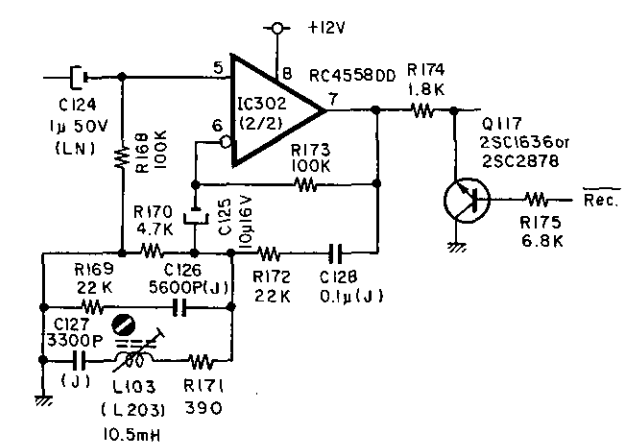 +12V
5
8
RC4558DD
R174
1.8K
C124
1μ 50V
(LN)
IC302
(2/2)
7
6
R168
100K
R173
100K
Q117
2SC1636or
2SC2878
R170
4.7K
C125
10μ16V
Rec.
R175
6.8K
R169
22K
C126
5600P(J)
R172
22K
C128
0.1μ(J)
C127
3300P
(J)
L103
(L203)
10.5mH
R171
390